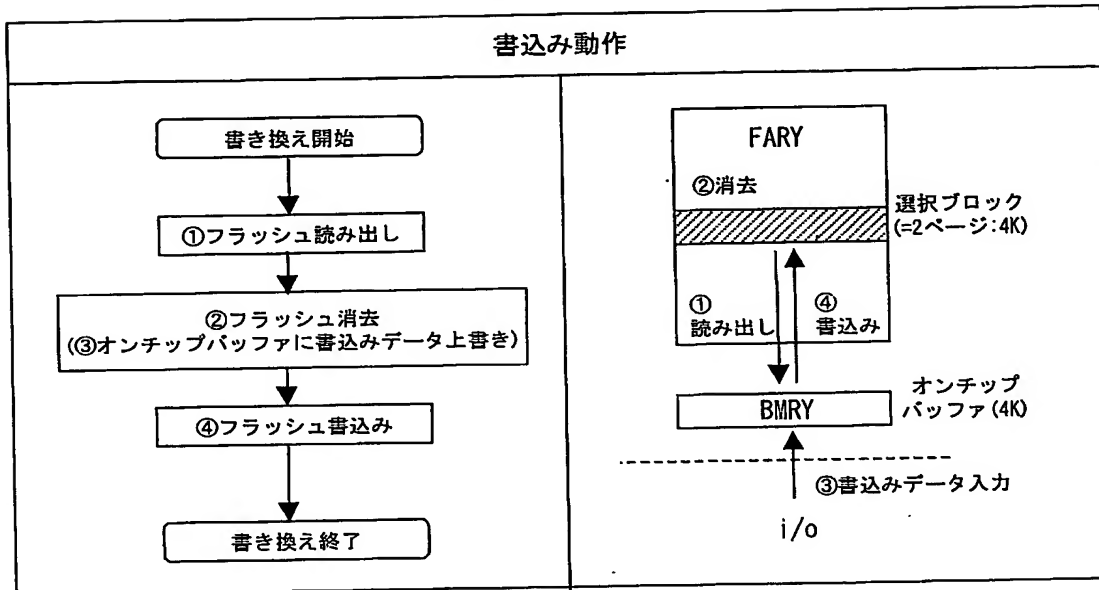 書込み動作
書き換え開始
①フラッシュ読み出し
②フラッシュ消去
(③オンチップバッファに書込みデータ上書き)
④フラッシュ書込み
書き換え終了
FARY
②消去
選択ブロック
(=2ページ:4K)
①
読み出し
④
書込み
BMRY
オンチップ
バッファ(4K)
③書込みデータ入力
i/o